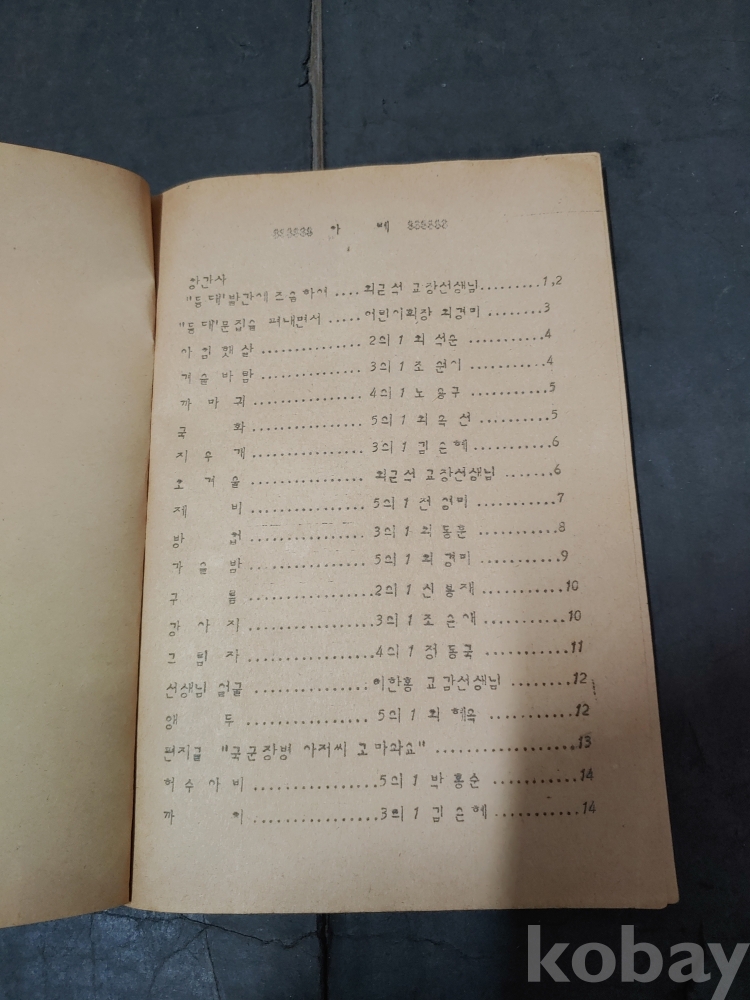 차 례
창간사
"등대"발간에 즈음하여 .... 최근석 교장선생님.........1,2
"등대"문집을 펴내면서 ...어린이회장 최경미 ..........3
아침햇살 ............... 2의 1 최 석순 ...........4
겨울바람 ................ 3의 1 조 원시 ...........4
까마귀 ................. 4의 1 노 용구 ...........5
국 화 ................. 5의 1 최 옥 선 ..........5
지우개 ................. 3의 1 김 순혜 ..........6
오 겨울 최근석 교장선생님 .......6
제 비 ................. 5의 1 전 영미 .........7
방 학 ................. 3의 1 최 동훈 .........8
가 을 밤 ................. 5의 1 최 경미 ..........9
구 름 ................. 2의 1 신 봉재 ..........10
강 아 지 .................3의 1 조 순애 .........10
그 림 자 .................4의 1 정 동국 ..........11
선생님 얼굴 ........... 이한홍 교감선생님 .......12
앵 두 ................ 5의 1 최 혜옥 ..........12
편지글 "국군장병 아저씨 고마와요" ...............13
허 수 아 비 ................5의 1 박 홍순 ...........14
까 치 ................3의 1 김 순혜 ...........14
kobay